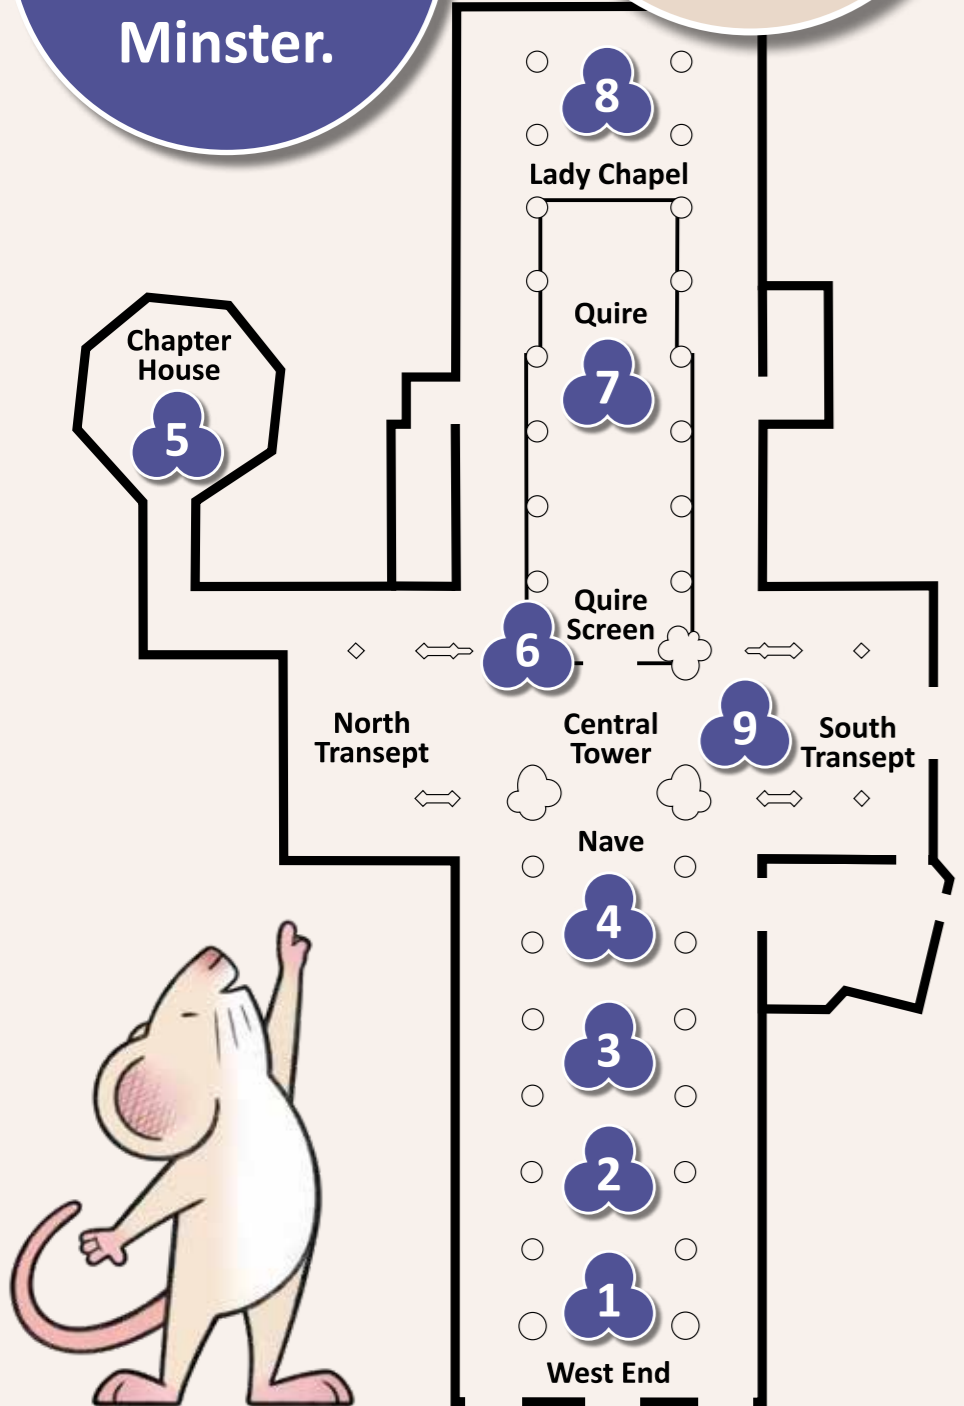 Minster.
8
Lady Chapel
Quire
7
Chapter
House
5
Quire
Screen
6
North
Transept
Central
Tower
9
South
Transept
Nave
4
3
2
1
West End